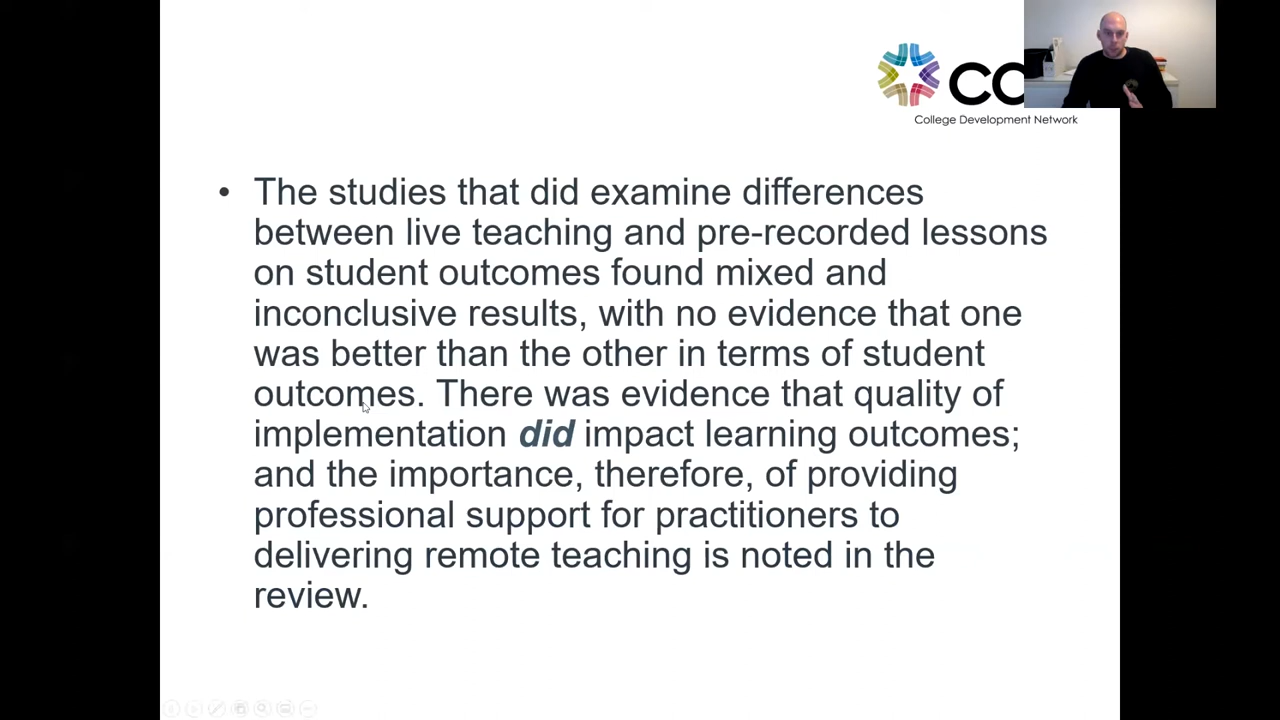 College Development Network
• The studies that did examine differences
between live teaching and pre-recorded lessons
on student outcomes found mixed and
inconclusive results, with no evidence that one
was better than the other in terms of student
outcomes. There was evidence that quality of
implementation did impact learning outcomes;
and the importance, therefore, of providing
professional support for practitioners to
delivering remote teaching is noted in the
review.